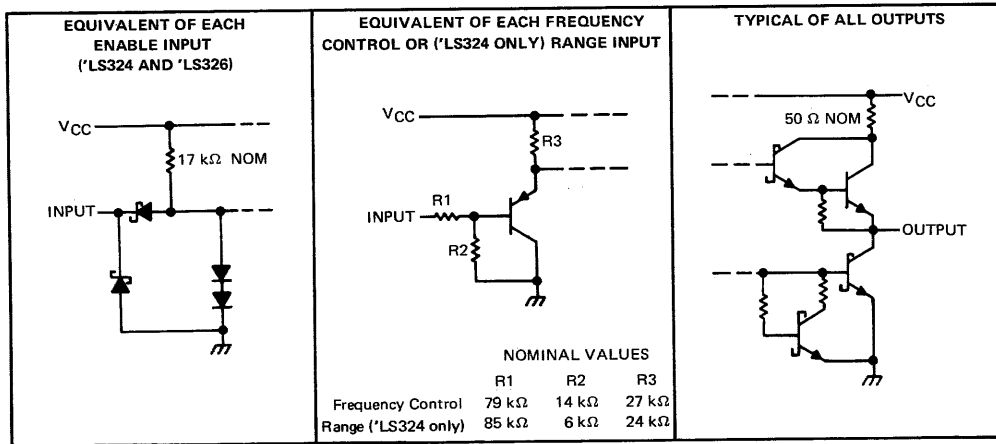 EQUIVALENT OF EACH
ENABLE INPUT
('LS324 AND 'LS326)
VCC
17 kΩ NOM
INPUT
EQUIVALENT OF EACH FREQUENCY
CONTROL OR ('LS324 ONLY) RANGE INPUT
VCC
R3
R1
INPUT
R2
NOMINAL VALUES
R1 R2 R3
Frequency Control 79 kΩ 14 kΩ 27 kΩ
Range ('LS324 only) 85 kΩ 6 kΩ 24 kΩ
TYPICAL OF ALL OUTPUTS
VCC
50 Ω NOM
OUTPUT